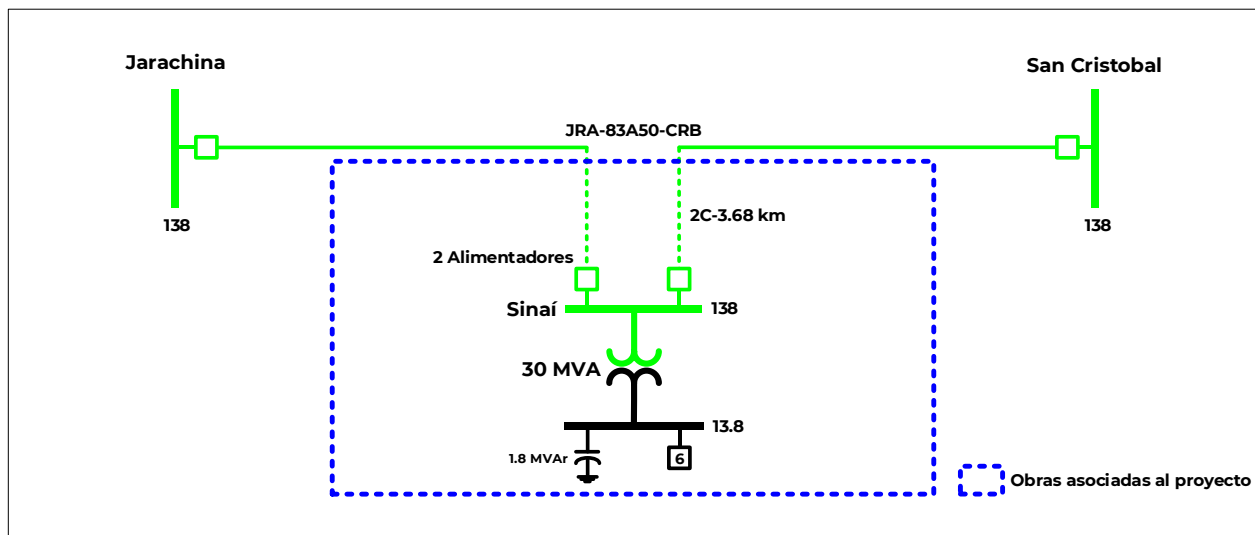 Jarachina
San Cristobal
JRA-83A50-CRB
138
138
2C-3.68 km
2 Alimentadores
Sinaí
138
30 MVA
13.8
1.8 MVAr
6
Obras asociadas al proyecto